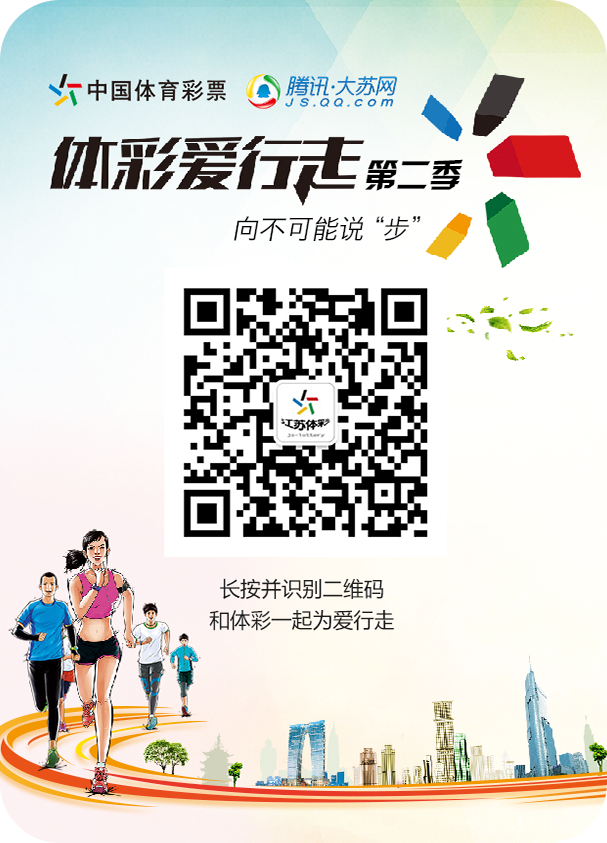 中国体育彩票
腾讯·大苏网
JS.QQ.COM
体彩爱行走 第二季
向不可能说“步”
江苏体彩
js-lottery
长按并识别二维码
和体彩一起为爱行走